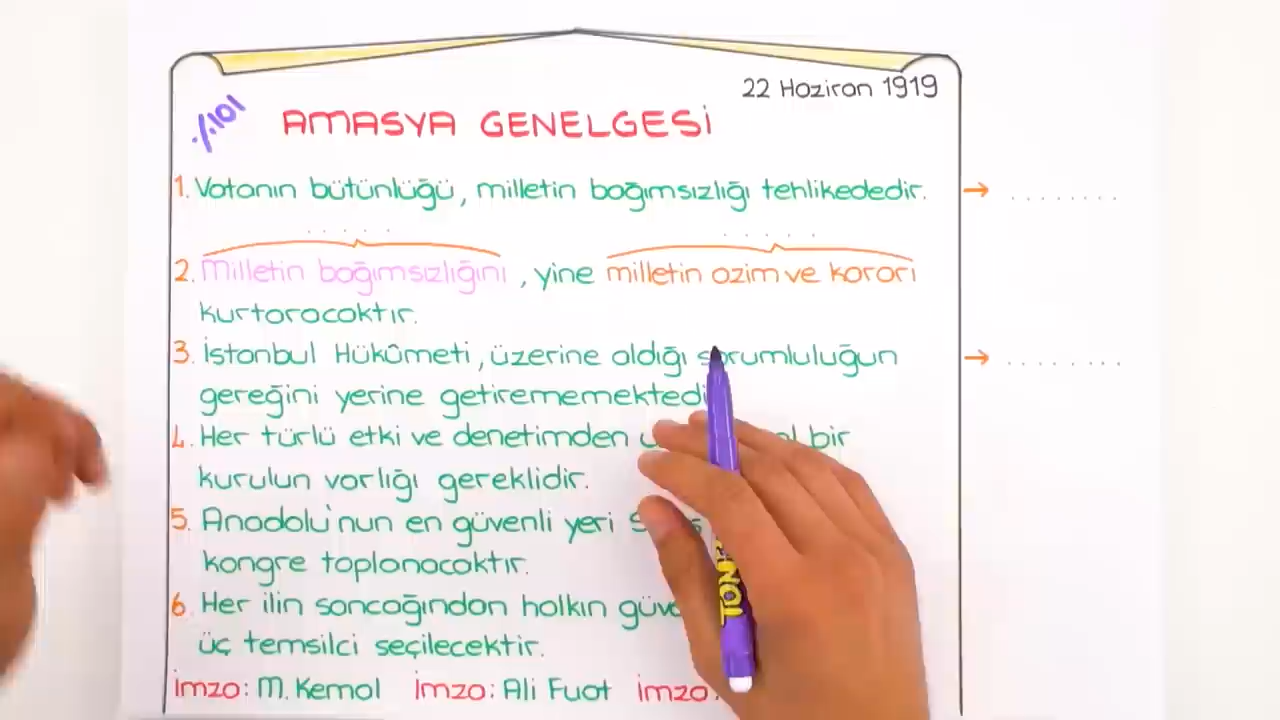 22 Haziran 1919
%101
AMASYA GENELGESİ
1. Vatanın bütünlüğü, milletin bağımsızlığı tehlikededir. → ........
..... .....
2. Milletin bağımsızlığını, yine milletin azim ve kararı
kurtaracaktır.
3. İstanbul Hükûmeti, üzerine aldığı sorumluluğun → ........
gereğini yerine getirememektedi
4. Her türlü etki ve denetimden bir
kurulun varlığı gereklidir.
5. Anadolu'nun en güvenli yeri
kongre toplanacaktır.
6. Her ilin sancağından halkın
üç temsilci seçilecektir.
İmza: M. Kemal İmza: Ali Fuat İmza: